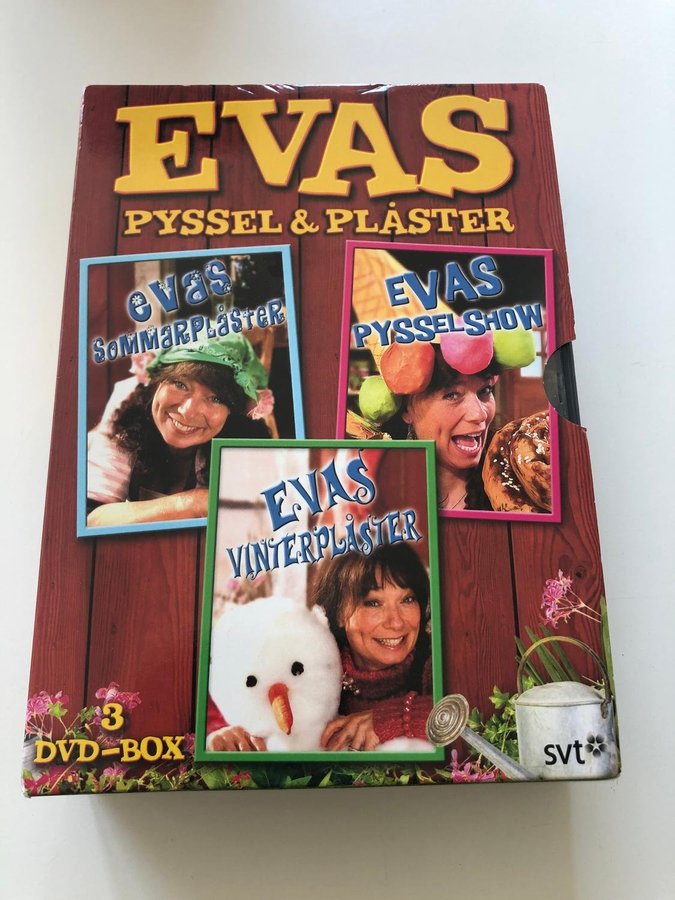 EVAS
PYSSEL & PLÅSTER
evas
SOMMARPLÅSTER
EVAS
PYSSELSHOW
EVAS
VINTERPLÅSTER
3
DVD-BOX
svt